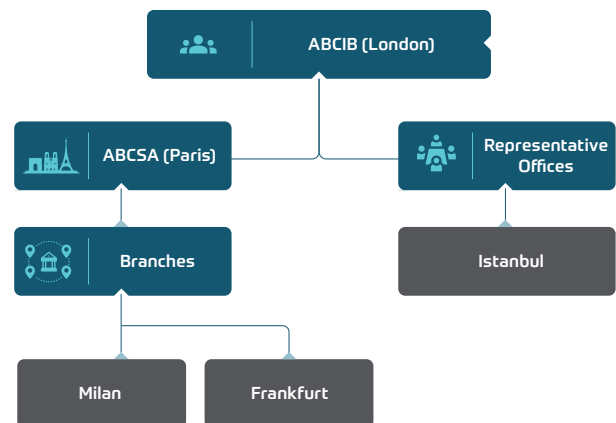 ABCIB (London)
ABCSA (Paris)
Representative
Offices
Branches
Istanbul
Milan
Frankfurt